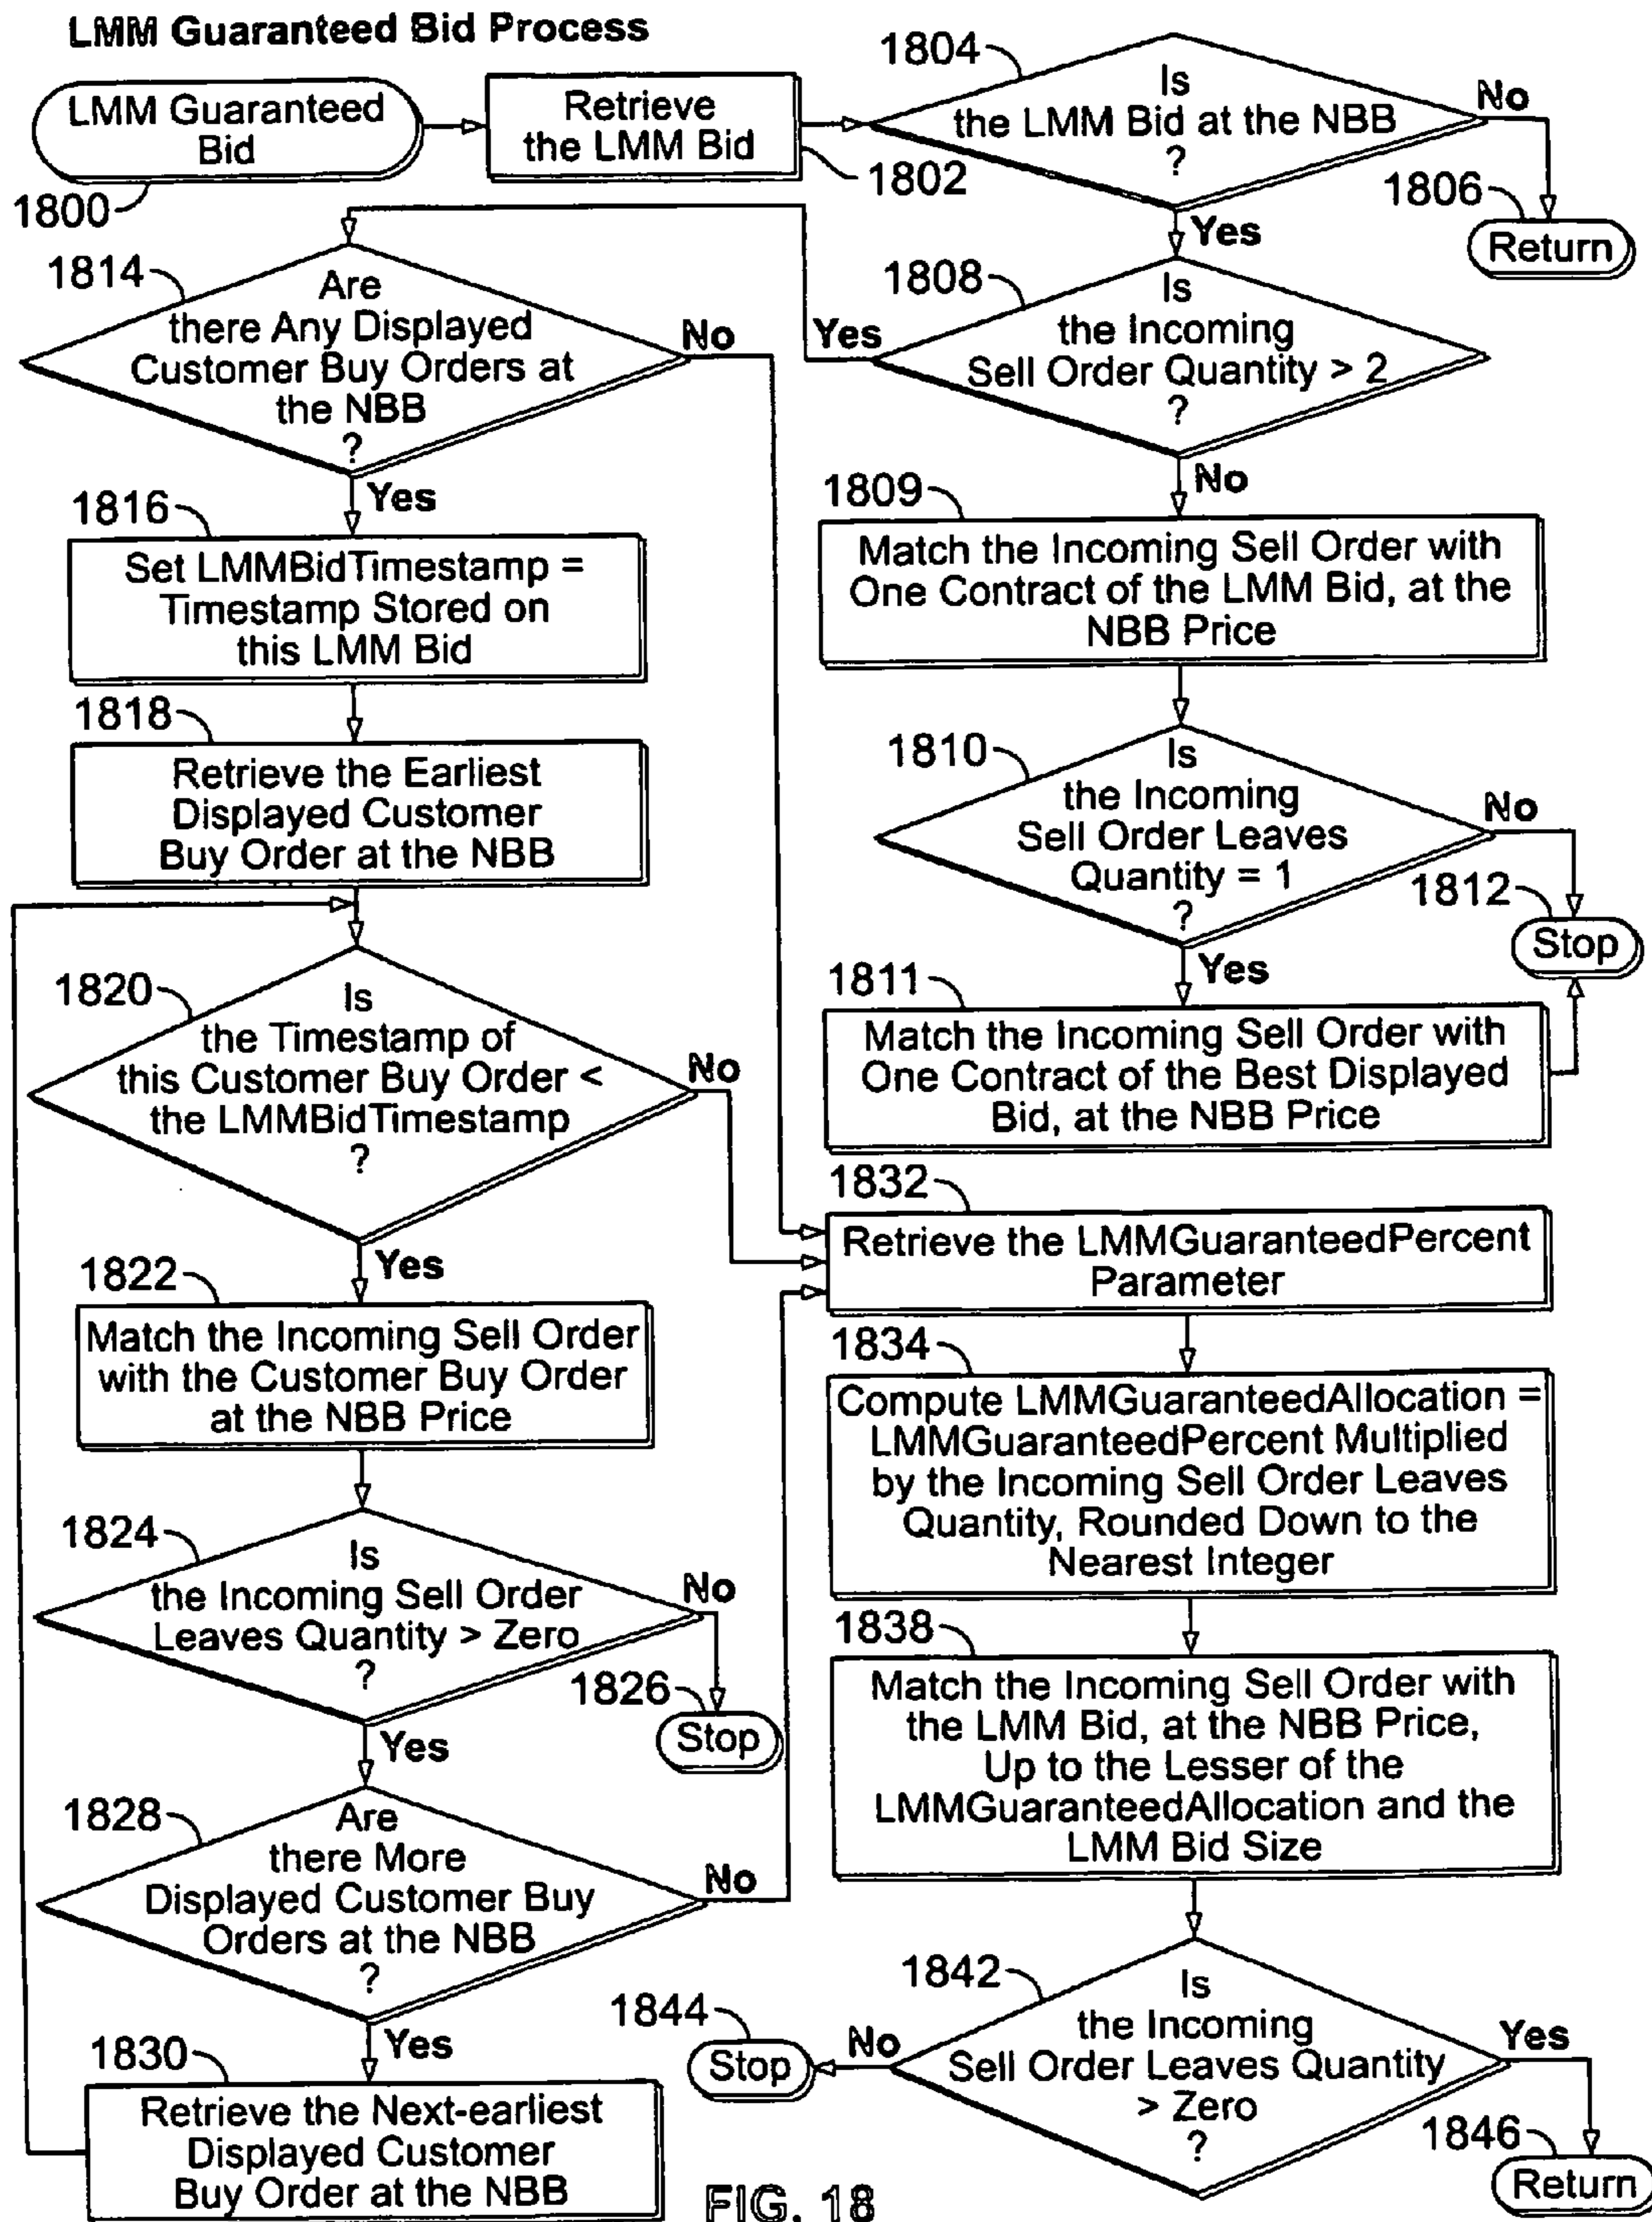 LMM Guaranteed Bid Process
LMM Guaranteed
Bid
1800
Retrieve
the LMM Bid
1802
1804
Is
the LMM Bid at the NBB
?
No
1806
Return
Yes
1808
Is
the Incoming
Sell Order Quantity > 2
?
Yes
No
1809
Match the Incoming Sell Order with
One Contract of the LMM Bid, at the
NBB Price
1810
Is
the Incoming
Sell Order Leaves
Quantity = 1
?
No
1812
Stop
Yes
1811
Match the Incoming Sell Order with
One Contract of the Best Displayed
Bid, at the NBB Price
1814
Are
there Any Displayed
Customer Buy Orders at
the NBB
?
No
Yes
1816
Set LMMBidTimestamp =
Timestamp Stored on
this LMM Bid
1818
Retrieve the Earliest
Displayed Customer
Buy Order at the NBB
1820
Is
the Timestamp of
this Customer Buy Order <
the LMMBidTimestamp
?
No
Yes
1822
Match the Incoming Sell Order
with the Customer Buy Order
at the NBB Price
1824
Is
the Incoming Sell Order
Leaves Quantity > Zero
?
No
1826
Stop
Yes
1828
Are
there More
Displayed Customer Buy
Orders at the NBB
?
No
Yes
1830
Retrieve the Next-earliest
Displayed Customer
Buy Order at the NBB
1832
Retrieve the LMMGuaranteedPercent
Parameter
1834
Compute LMMGuaranteedAllocation =
LMMGuaranteedPercent Multiplied
by the Incoming Sell Order Leaves
Quantity, Rounded Down to the
Nearest Integer
1838
Match the Incoming Sell Order with
the LMM Bid, at the NBB Price,
Up to the Lesser of the
LMMGuaranteedAllocation and the
LMM Bid Size
1842
Is
the Incoming
Sell Order Leaves Quantity
> Zero
?
No
1844
Stop
Yes
1846
Return
FIG. 18